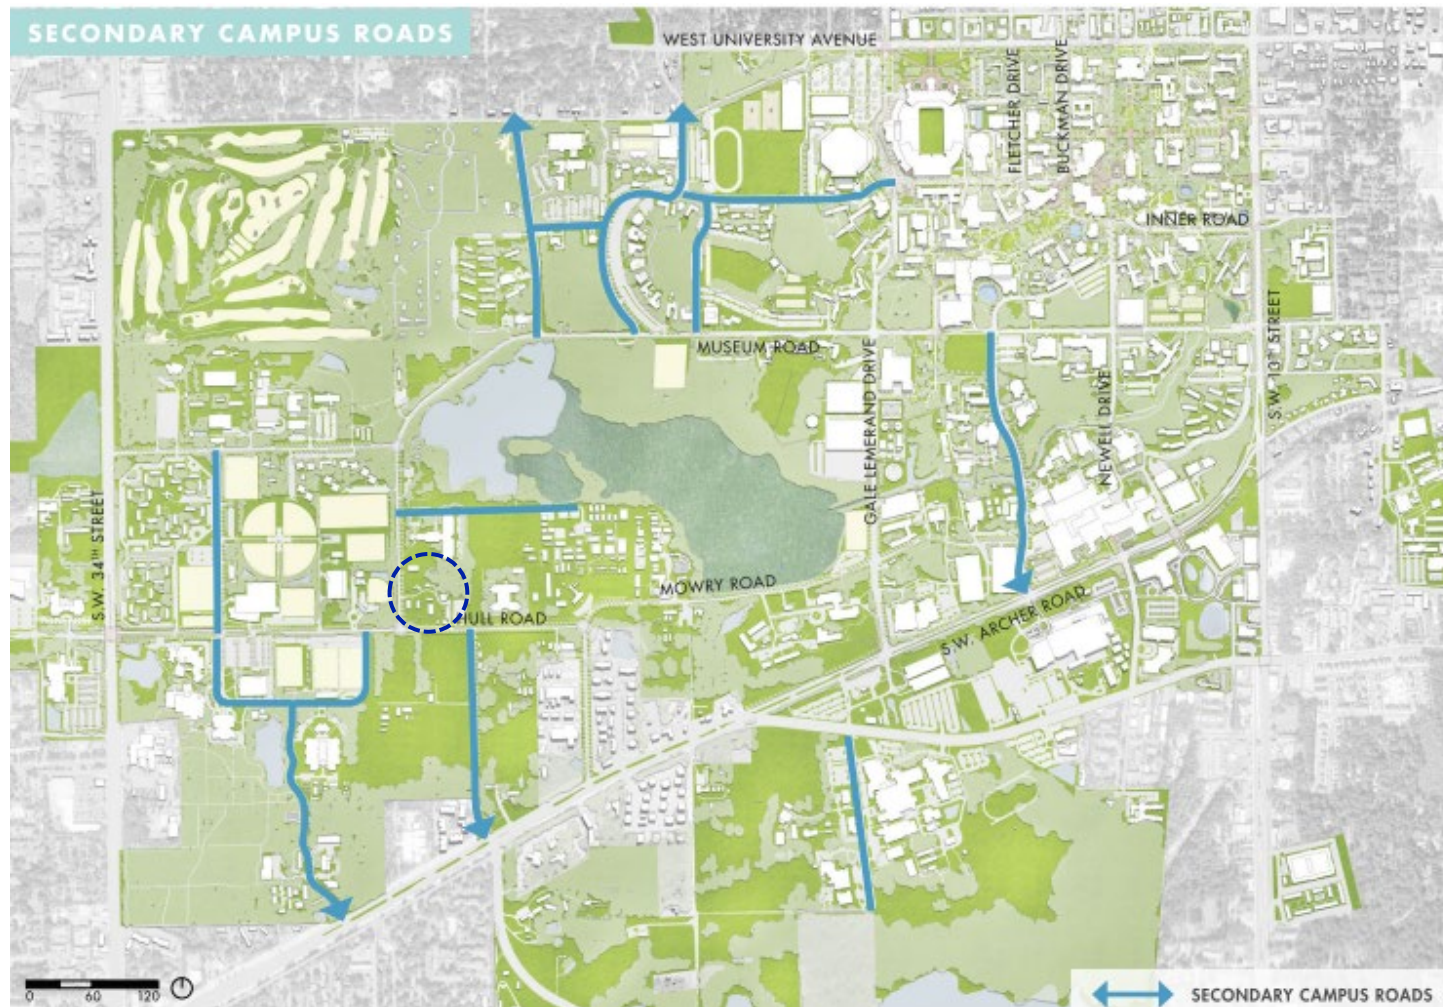 SECONDARY CAMPUS ROADS
WEST UNIVERSITY AVENUE
FLETCHER DRIVE
BUCKMAN DRIVE
INNER ROAD
MUSEUM ROAD
GALE LEMERAND DRIVE
NEWELL DRIVE
S.W. 13TH STREET
S.W. 34TH STREET
MOWRY ROAD
HULL ROAD
S.W. ARCHER ROAD
0 60 120
SECONDARY CAMPUS ROADS